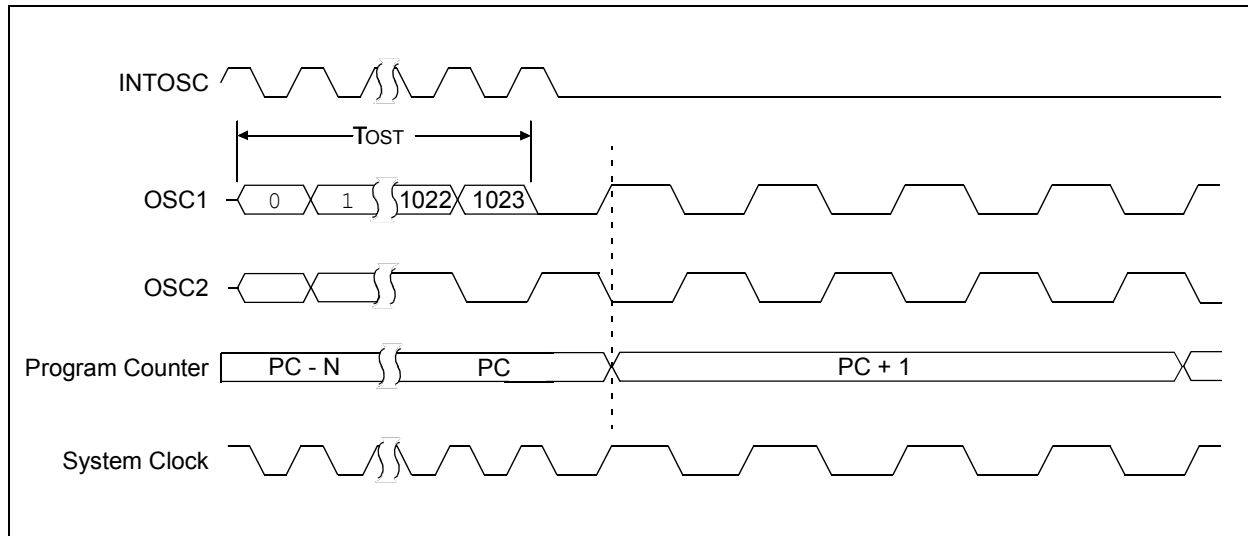 INTOSC
TOST
OSC1 0 1 1022 1023
OSC2
Program Counter PC - N PC PC + 1
System Clock